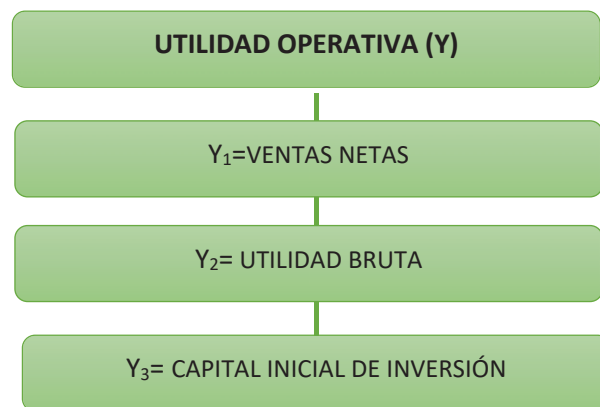 UTILIDAD OPERATIVA (Y)
Y₁=VENTAS NETAS
Y₂= UTILIDAD BRUTA
Y₃= CAPITAL INICIAL DE INVERSIÓN